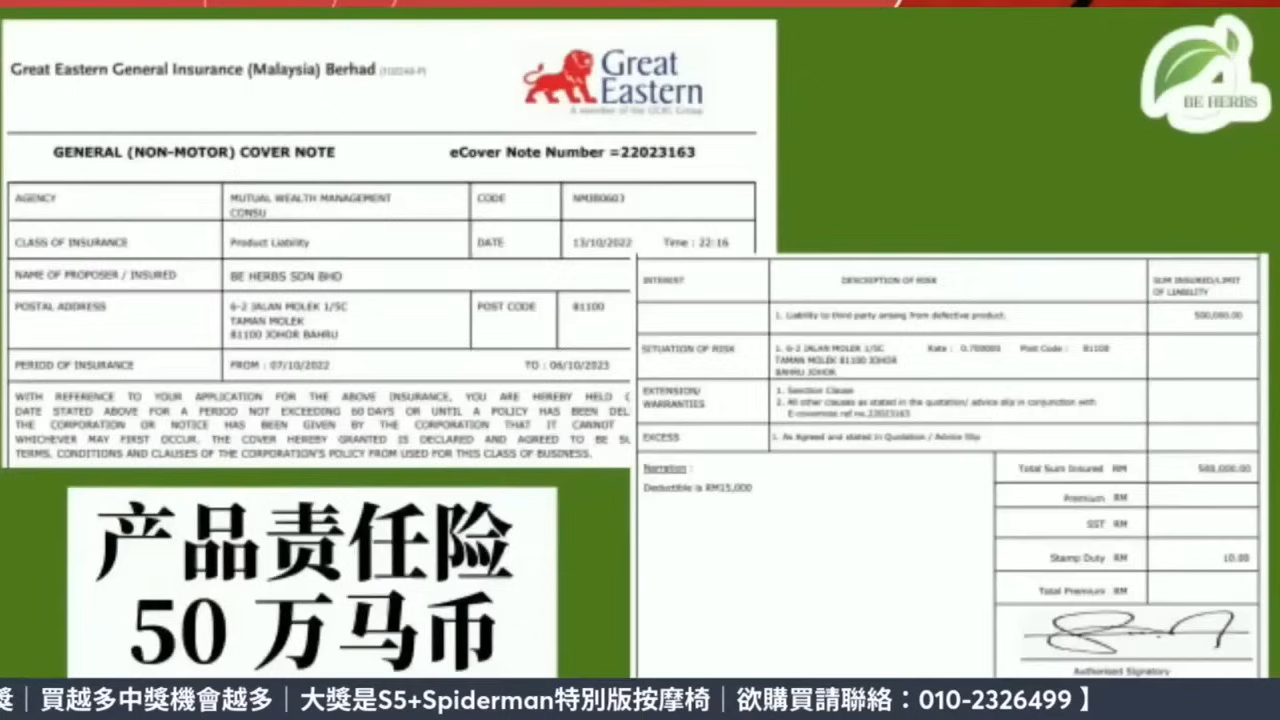 Great Eastern General Insurance (Malaysia) Berhad
Great
Eastern
A member of the OCBC Group
BE HERBS
GENERAL (NON-MOTOR) COVER NOTE
eCover Note Number =22023163
AGENCY
MUTUAL WEALTH MANAGEMENT
CONSU
CODE
CLASS OF INSURANCE
Product Liability
DATE
13/10/2022
Time : 22:16
NAME OF PROPOSER / INSURED
BE HERBS SDN BHD
POSTAL ADDRESS
6-2 JALAN MOLEK 1/5C
TAMAN MOLEK
81100 JOHOR BAHRU
POST CODE
81100
PERIOD OF INSURANCE
FROM : 07/10/2022
TO : 06/10/2023
WITH REFERENCE TO YOUR APPLICATION FOR THE ABOVE INSURANCE, YOU ARE HEREBY HELD
DATE STATED ABOVE FOR A PERIOD NOT EXCEEDING 60 DAYS OR UNTIL A POLICY HAS BEEN DEL
THE CORPORATION OR NOTICE HAS BEEN GIVEN BY THE CORPORATION THAT IT CANNOT
WHICHEVER MAY FIRST OCCUR. THE COVER HEREBY GRANTED IS DECLARED AND AGREED TO BE SU
TERMS, CONDITIONS AND CLAUSES OF THE CORPORATION'S POLICY FROM USED FOR THIS CLASS OF BUSINESS.
INTEREST
DESCRIPTION OF RISK
SUM INSURED/LIMIT
OF LIABILITY
1. Liability to third party arising from defective product.
500,000.00
SITUATION OF RISK
1. 6-2 JALAN MOLEK 1/5C
Rate : 0.700000
Post Code : 81100
TAMAN MOLEK 81100 JOHOR
BAHRU JOHOR
EXTENSION/
WARRANTIES
1. Sanction Clause
2. All other clauses as stated in the quotation/ advice slip in conjunction with
E-covernote ref no.22023163
EXCESS
1. As Agreed and stated in Quotation / Advice Slip
Narration :
Deductible is RM15,000
Total Sum Insured RM
500,000.00
Premium RM
SST RM
Stamp Duty RM
10.00
Total Premium RM
Authorised Signatory
产品责任险
50 万马币
獎｜買越多中獎機會越多｜大獎是S5+Spiderman特別版按摩椅｜欲購買請聯絡：010-2326499 】